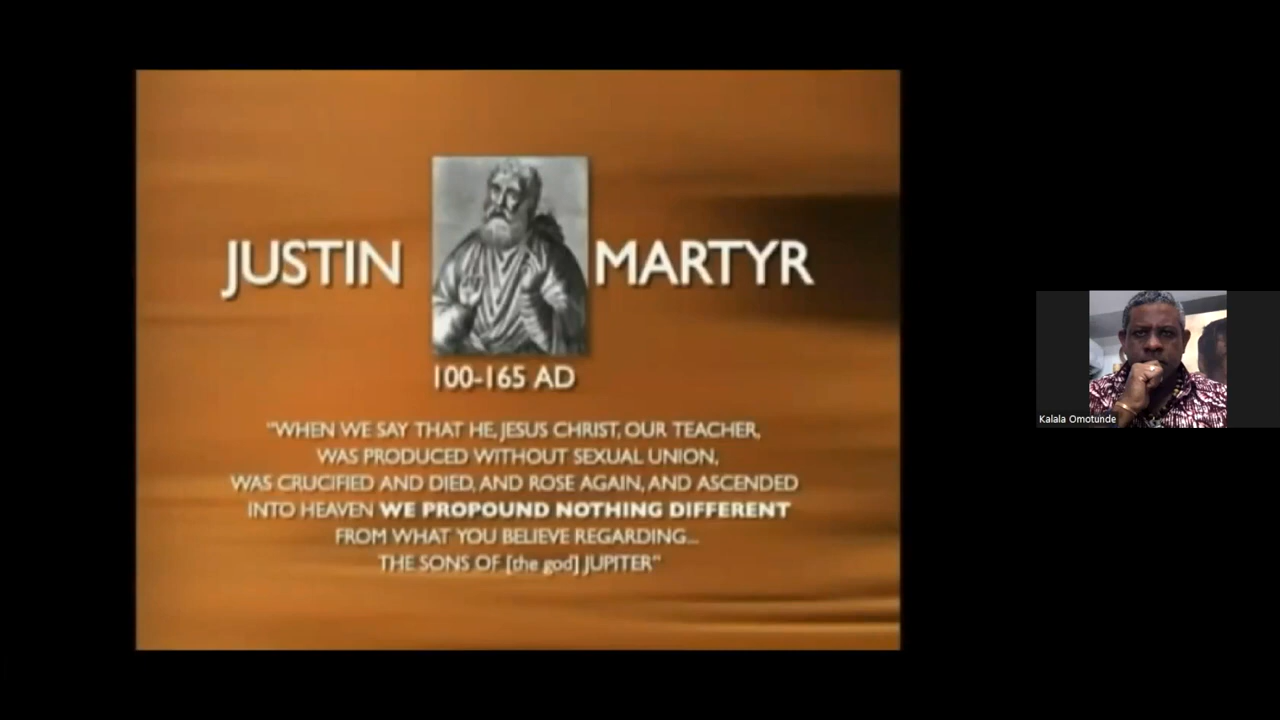 JUSTIN MARTYR
100-165 AD
"WHEN WE SAY THAT HE, JESUS CHRIST, OUR TEACHER,
WAS PRODUCED WITHOUT SEXUAL UNION,
WAS CRUCIFIED AND DIED, AND ROSE AGAIN, AND ASCENDED
INTO HEAVEN WE PROPOUND NOTHING DIFFERENT
FROM WHAT YOU BELIEVE REGARDING...
THE SONS OF [the god] JUPITER"
Kalala Omotunde